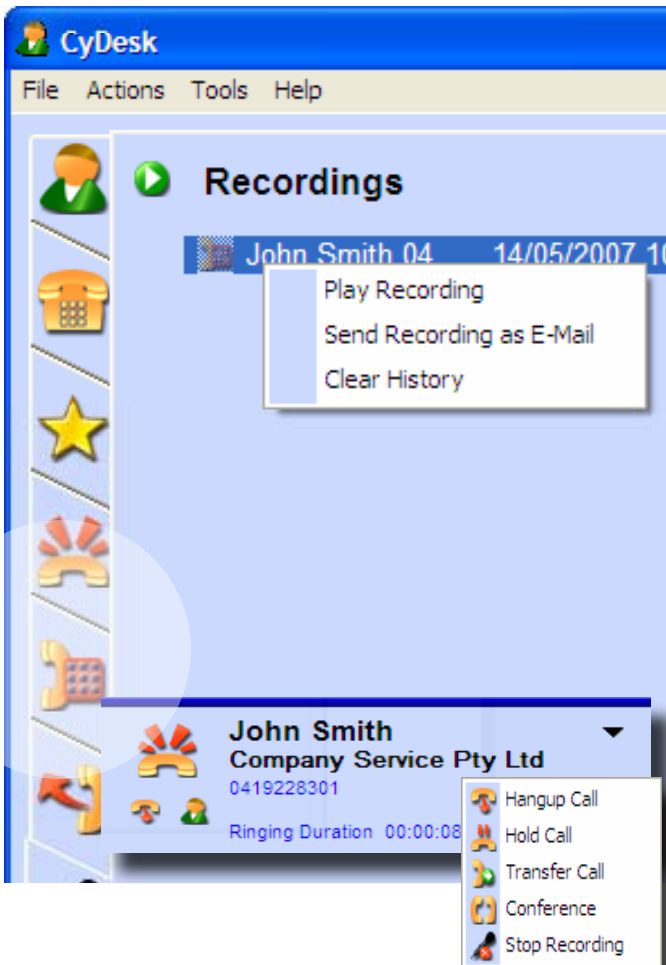 CyDesk
File Actions Tools Help
Recordings
John Smith 04 14/05/2007 10
Play Recording
Send Recording as E-Mail
Clear History
John Smith
Company Service Pty Ltd
0419228301
Ringing Duration 00:00:08
Hangup Call
Hold Call
Transfer Call
Conference
Stop Recording